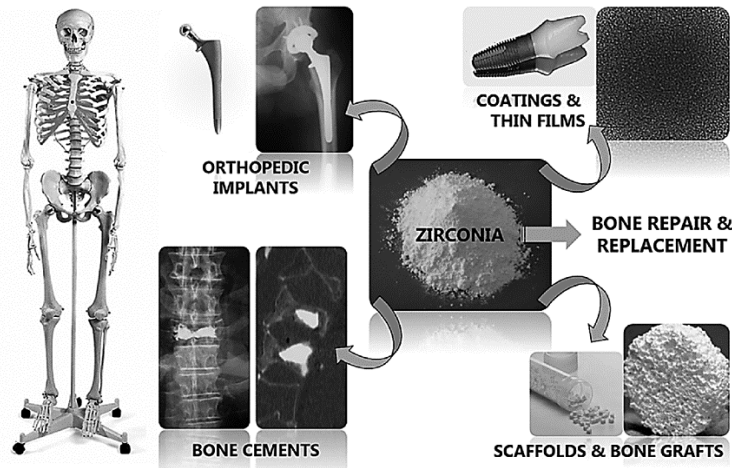 COATINGS &
THIN FILMS
ORTHOPEDIC
IMPLANTS
ZIRCONIA
BONE REPAIR &
REPLACEMENT
BONE CEMENTS
SCAFFOLDS & BONE GRAFTS